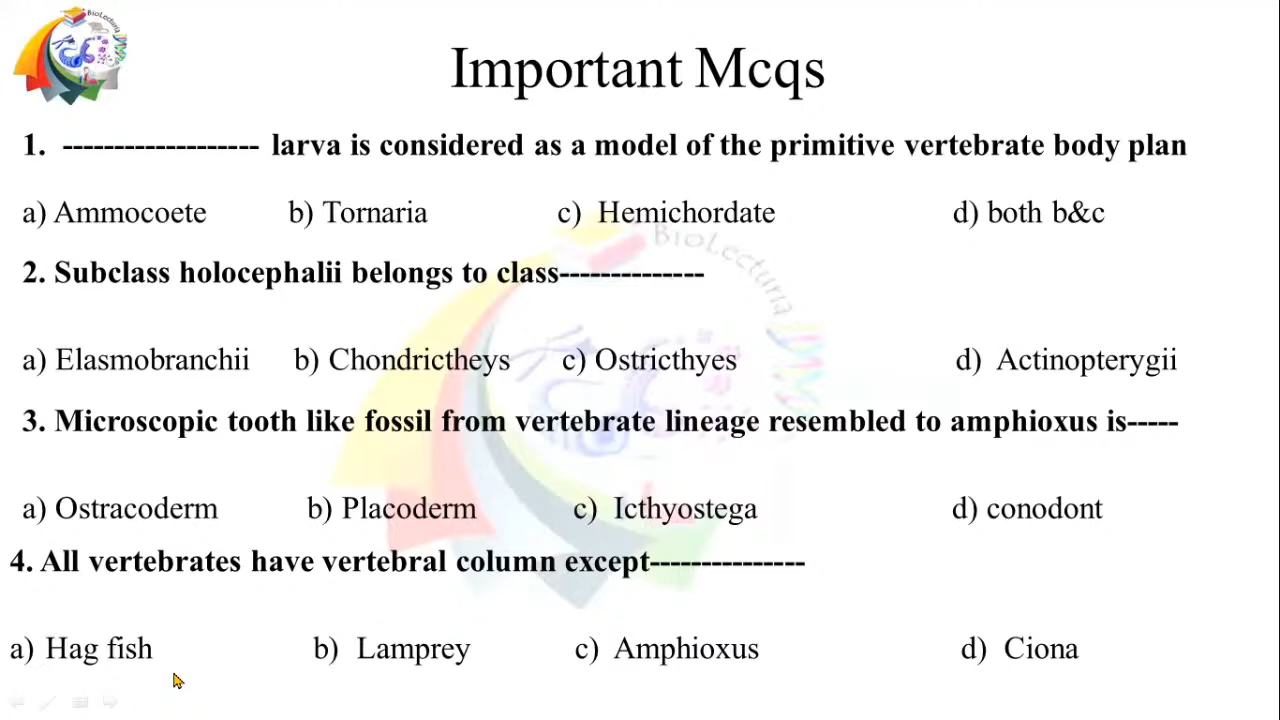 BioLecturia
Important Mcqs
1. ------------------- larva is considered as a model of the primitive vertebrate body plan
a) Ammocoete b) Tornaria c) Hemichordate d) both b&c
BioLecturia
2. Subclass holocephalii belongs to class--------------
a) Elasmobranchii b) Chondrictheys c) Ostricthyes d) Actinopterygii
3. Microscopic tooth like fossil from vertebrate lineage resembled to amphioxus is-----
a) Ostracoderm b) Placoderm c) Icthyostega d) conodont
4. All vertebrates have vertebral column except---------------
a) Hag fish b) Lamprey c) Amphioxus d) Ciona